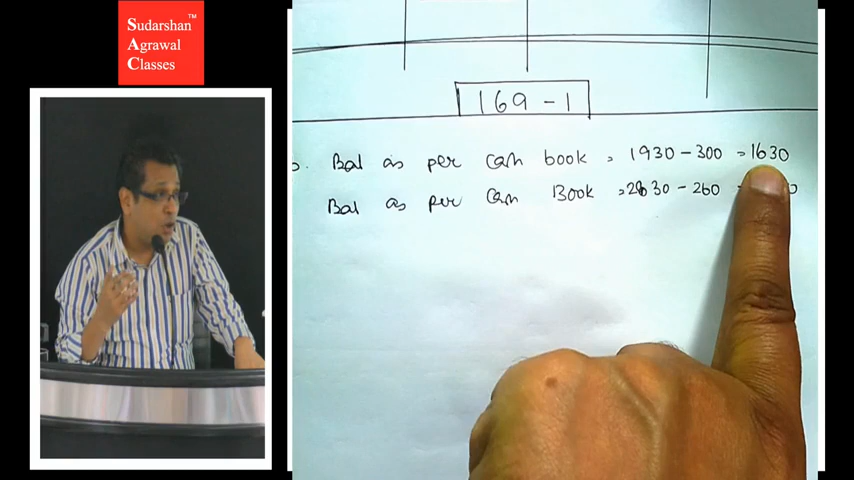 Sudarshan™
Agrawal
Classes
169-1
Bal as per cash book = 1930-300 = 1630
Bal as per cash Book = 2630-260